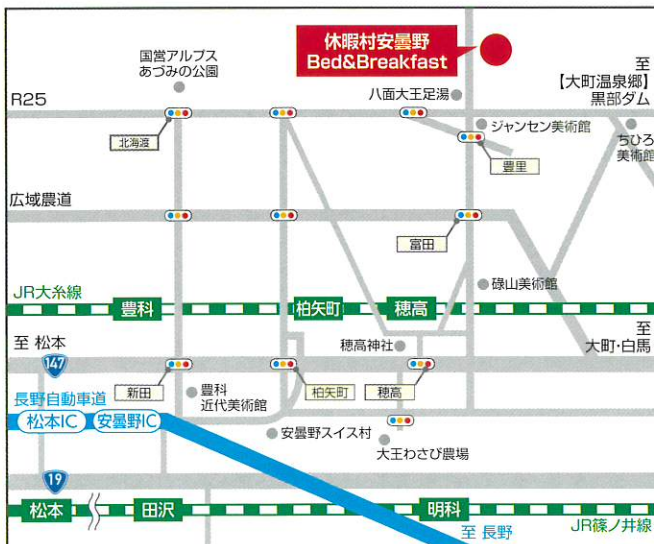 休暇村安曇野
Bed&Breakfast
国営アルプス
あづみの公園
八面大王足湯
至
【大町温泉郷】
黒部ダム
R25
北海渡
ジャンセン美術館
ちひろ
美術館
豊里
広域農道
富田
碌山美術館
JR大糸線
豊科
柏矢町
穂高
至 松本
穂高神社
至
大町・白馬
147
新田
豊科
近代美術館
柏矢町
穂高
長野自動車道
松本IC
安曇野IC
安曇野スイス村
大王わさび農場
19
松本
田沢
明科
至 長野
JR篠ノ井線